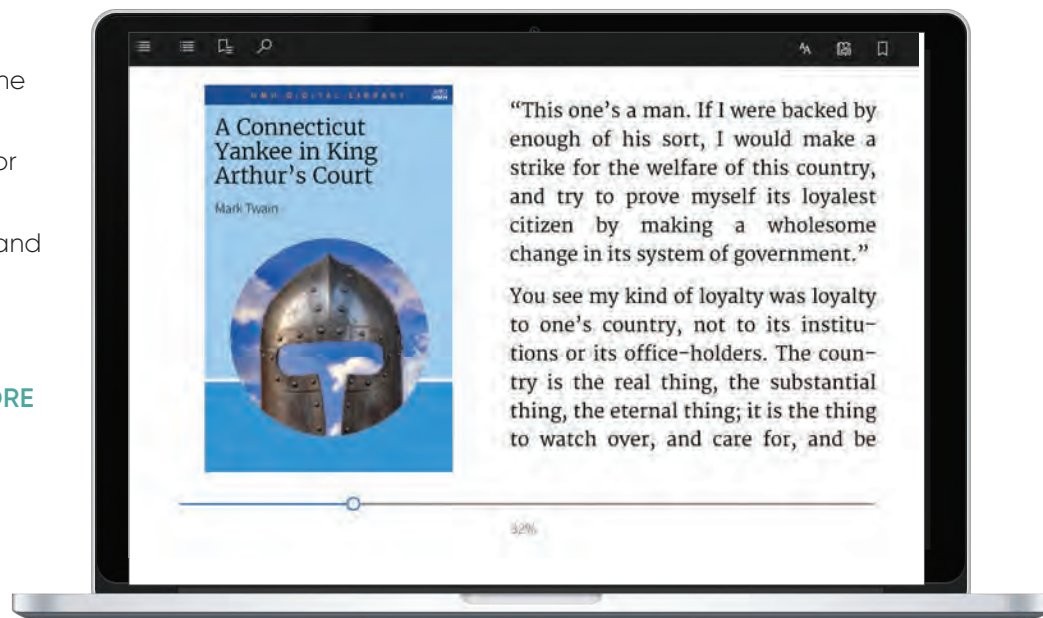 ne
or
and
ORE
HMH DIGITAL LIBRARY
HMH
A Connecticut
Yankee in King
Arthur’s Court
Mark Twain
“This one’s a man. If I were backed by
enough of his sort, I would make a
strike for the welfare of this country,
and try to prove myself its loyalest
citizen by making a wholesome
change in its system of government.”
You see my kind of loyalty was loyalty
to one’s country, not to its institu-
tions or its office-holders. The coun-
try is the real thing, the substantial
thing, the eternal thing; it is the thing
to watch over, and care for, and be
32%